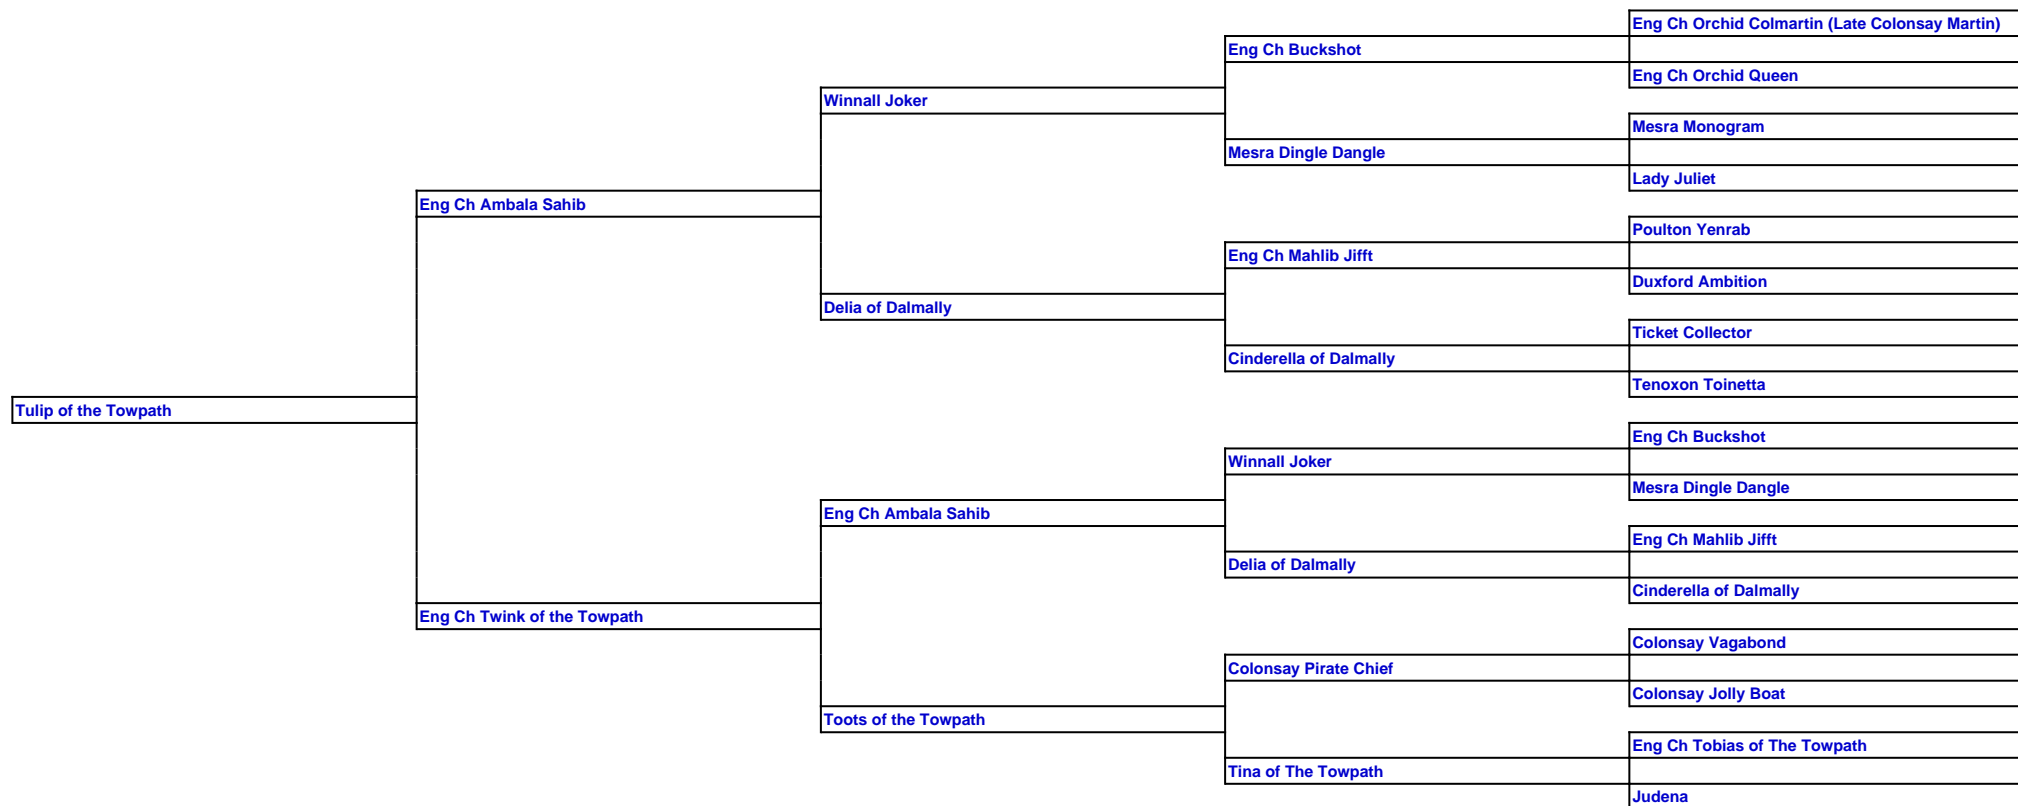 Eng Ch Orchid Colmartin (Late Colonsay Martin)
Eng Ch Buckshot
Eng Ch Orchid Queen
Winnall Joker
Mesra Monogram
Mesra Dingle Dangle
Lady Juliet
Eng Ch Ambala Sahib
Poulton Yenrab
Eng Ch Mahlib Jifft
Duxford Ambition
Delia of Dalmally
Ticket Collector
Cinderella of Dalmally
Tenoxon Toinetta
Tulip of the Towpath
Eng Ch Buckshot
Winnall Joker
Mesra Dingle Dangle
Eng Ch Ambala Sahib
Eng Ch Mahlib Jifft
Delia of Dalmally
Cinderella of Dalmally
Eng Ch Twink of the Towpath
Colonsay Vagabond
Colonsay Pirate Chief
Colonsay Jolly Boat
Toots of the Towpath
Eng Ch Tobias of The Towpath
Tina of The Towpath
Judena